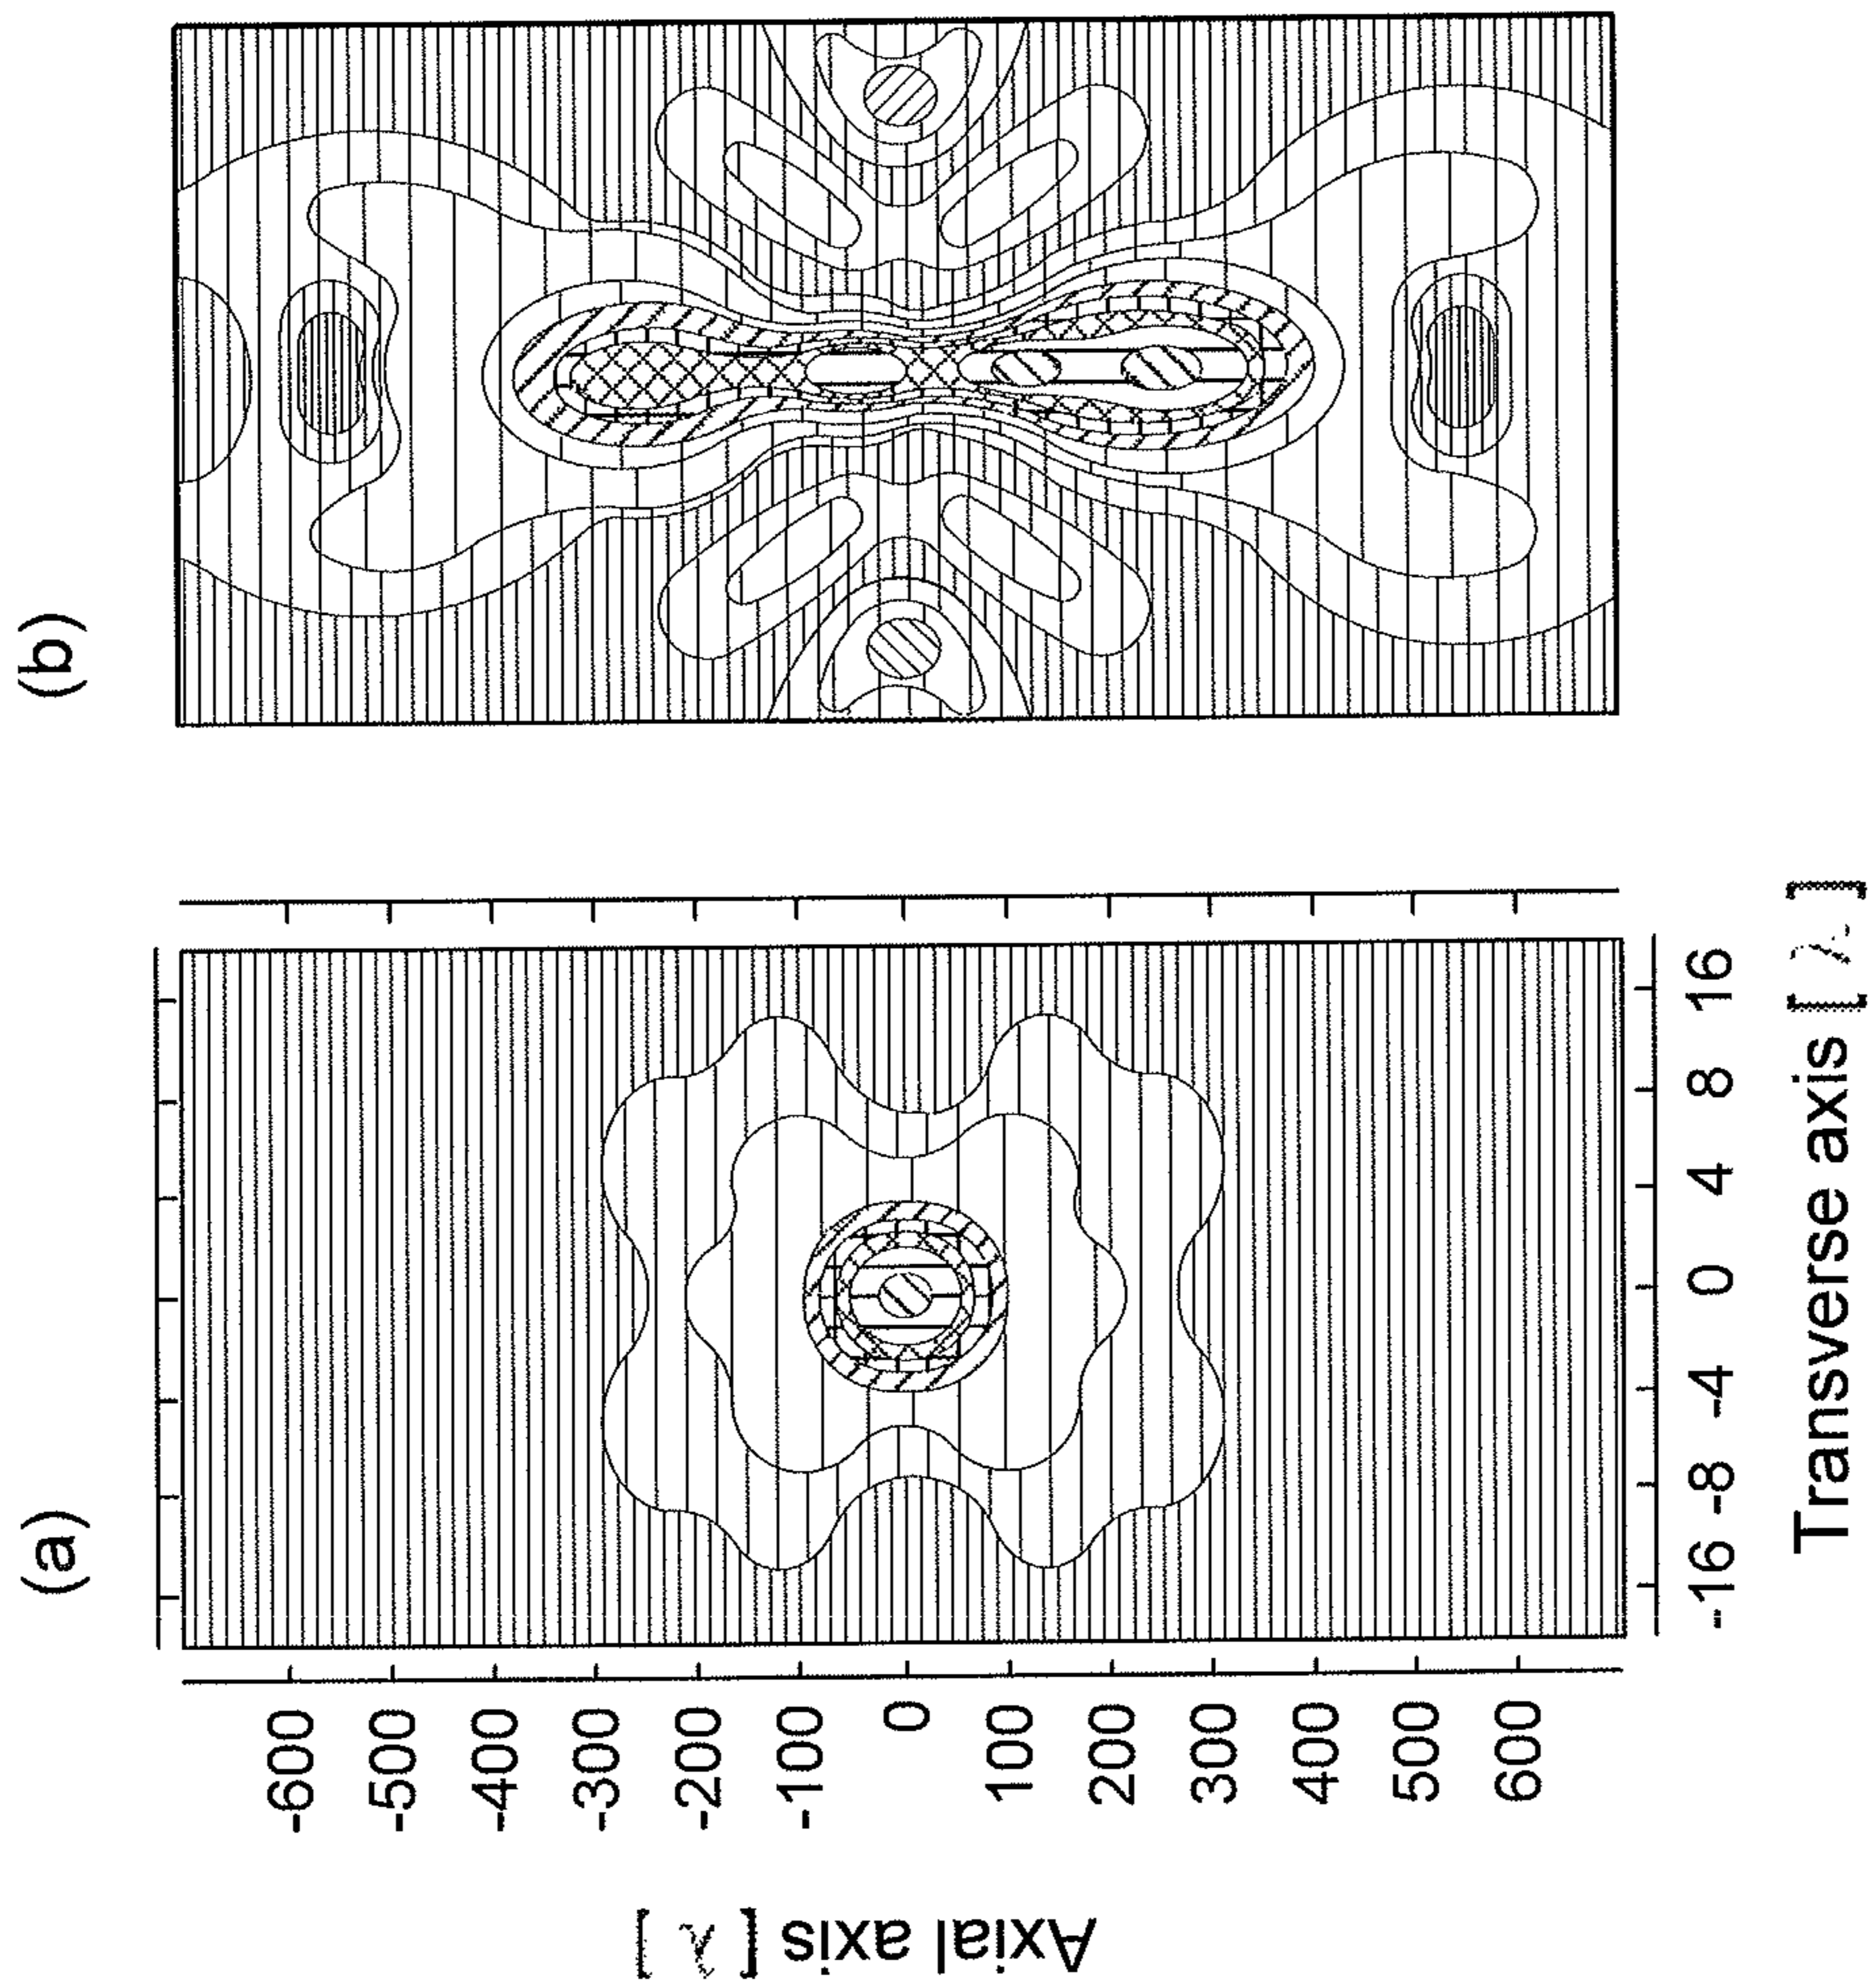 (a)
(b)
Axial axis [ λ ]
-600
-500
-400
-300
-200
-100
0
100
200
300
400
500
600
-16 -8 -4 0 4 8 16
Transverse axis [ λ ]